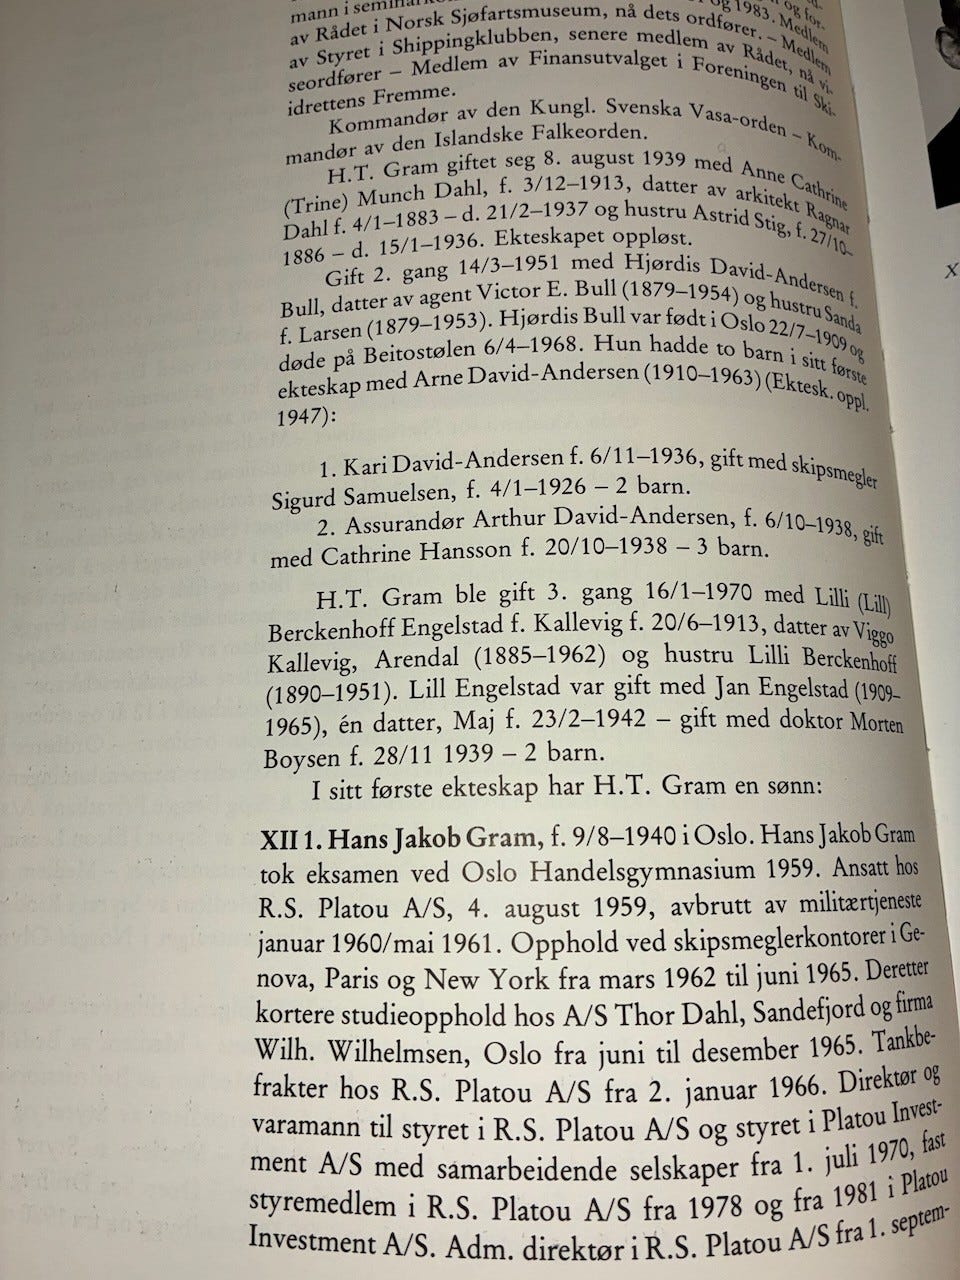 mann i
og 1983. Medlem
av Rådet i Norsk Sjøfartsmuseum, nå dets ordfører. – Medlem
av Styret i Shippingklubben, senere medlem av Rådet, nå vi-
seordfører – Medlem av Finansutvalget i Foreningen til Ski-
idrettens Fremme.
Kommandør av den Kungl. Svenska Vasa-orden – Kom-
mandør av den Islandske Falkeorden.
H.T. Gram giftet seg 8. august 1939 med Anne Cathrine
(Trine) Munch Dahl, f. 3/12–1913, datter av arkitekt Ragnar
Dahl f. 4/1–1883 – d. 21/2–1937 og hustru Astrid Stig, f. 27/10–
1886 – d. 15/1–1936. Ekteskapet oppløst.
Gift 2. gang 14/3–1951 med Hjørdis David-Andersen f.
Bull, datter av agent Victor E. Bull (1879–1954) og hustru Sanda
f. Larsen (1879–1953). Hjørdis Bull var født i Oslo 22/7–1909 og
døde på Beitostølen 6/4–1968. Hun hadde to barn i sitt første
ekteskap med Arne David-Andersen (1910–1963) (Ektesk. oppl.
1947):
1. Kari David-Andersen f. 6/11–1936, gift med skipsmegler
Sigurd Samuelsen, f. 4/1–1926 – 2 barn.
2. Assurandør Arthur David-Andersen, f. 6/10–1938, gift
med Cathrine Hansson f. 20/10–1938 – 3 barn.
H.T. Gram ble gift 3. gang 16/1–1970 med Lilli (Lill)
Berckenhoff Engelstad f. Kallevig f. 20/6–1913, datter av Viggo
Kallevig, Arendal (1885–1962) og hustru Lilli Berckenhoff
(1890–1951). Lill Engelstad var gift med Jan Engelstad (1909–
1965), én datter, Maj f. 23/2–1942 – gift med doktor Morten
Boysen f. 28/11 1939 – 2 barn.
I sitt første ekteskap har H.T. Gram en sønn:
XII 1. Hans Jakob Gram, f. 9/8–1940 i Oslo. Hans Jakob Gram
tok eksamen ved Oslo Handelsgymnasium 1959. Ansatt hos
R.S. Platou A/S, 4. august 1959, avbrutt av militærtjeneste
januar 1960/mai 1961. Opphold ved skipsmeglerkontorer i Ge-
nova, Paris og New York fra mars 1962 til juni 1965. Deretter
kortere studieopphold hos A/S Thor Dahl, Sandefjord og firma
Wilh. Wilhelmsen, Oslo fra juni til desember 1965. Tankbe-
frakter hos R.S. Platou A/S fra 2. januar 1966. Direktør og
varamann til styret i R.S. Platou A/S og styret i Platou Invest-
ment A/S med samarbeidende selskaper fra 1. juli 1970, fast
styremedlem i R.S. Platou A/S fra 1978 og fra 1981 i Platou
Investment A/S. Adm. direktør i R.S. Platou A/S fra 1. septem-
X